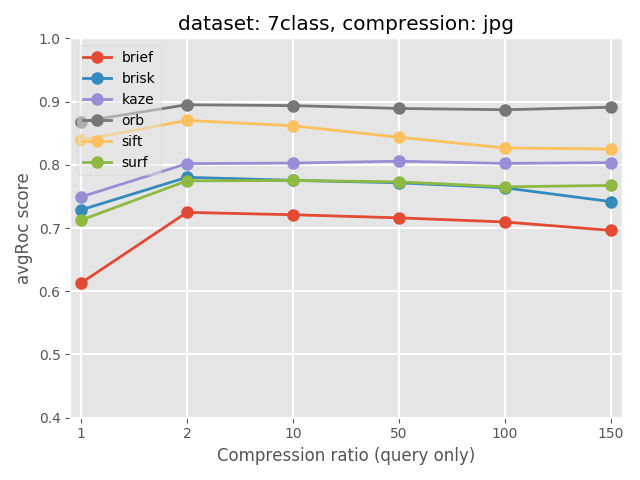 dataset: 7class, compression: jpg
1.0
0.9
0.8
0.7
0.6
0.5
0.4
avgRoc score
brief
brisk
kaze
orb
sift
surf
1 2 10 50 100 150
Compression ratio (query only)